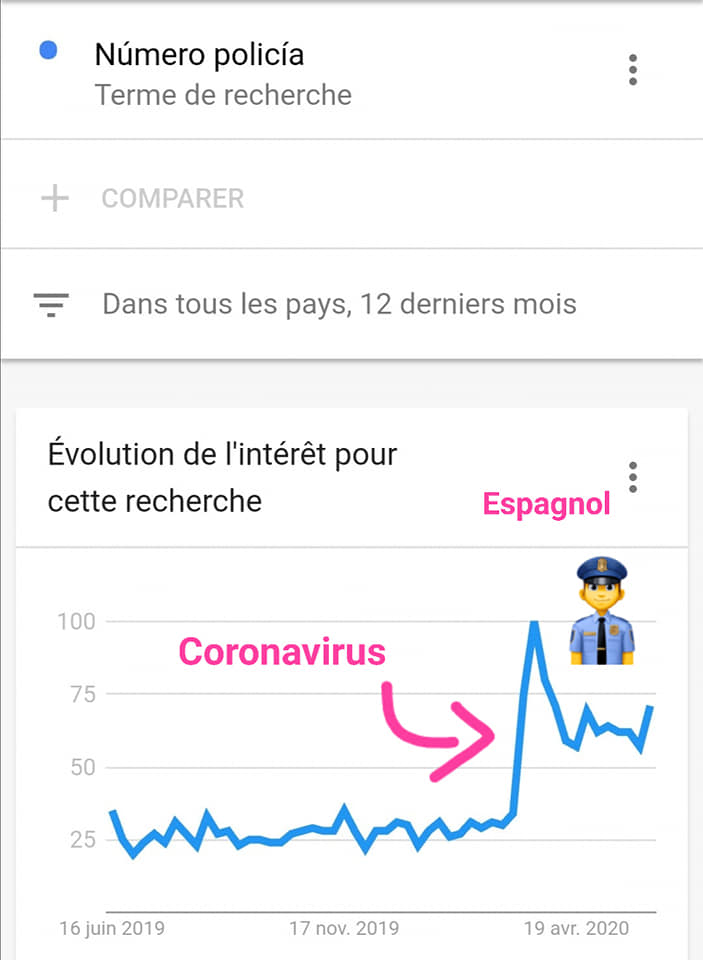 Número policía
Terme de recherche
COMPARER
Dans tous les pays, 12 derniers mois
Évolution de l'intérêt pour
cette recherche
Espagnol
100
Coronavirus
75
50
25
16 juin 2019 17 nov. 2019 19 avr. 2020